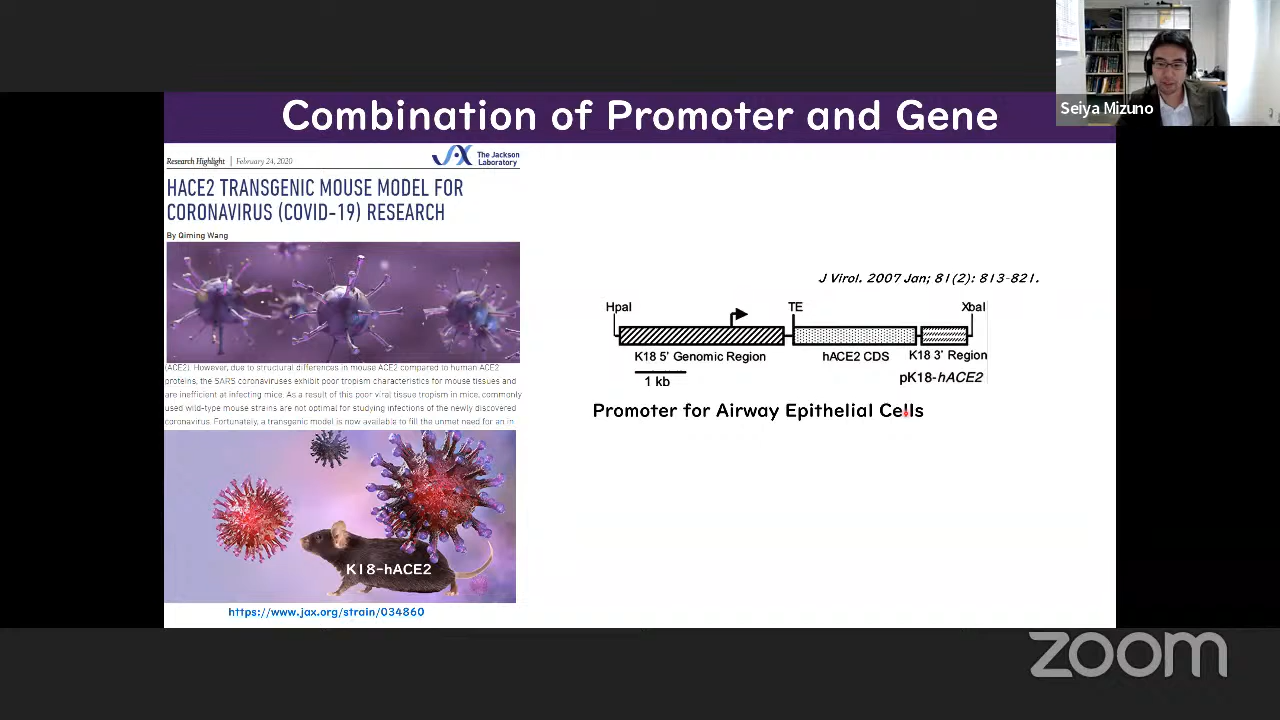 Seiya Mizuno
Combination of Promoter and Gene
Research Highlight | February 24, 2020
JAX The Jackson
Laboratory
HACE2 TRANSGENIC MOUSE MODEL FOR
CORONAVIRUS (COVID-19) RESEARCH
By Qiming Wang
(ACE2). However, due to structural differences in mouse ACE2 compared to human ACE2
proteins, the SARS coronaviruses exhibit poor tropism characteristics for mouse tissues and
are inefficient at infecting mice. As a result of this poor viral tissue tropism in mice, commonly
used wild-type mouse strains are not optimal for studying infections of the newly discovered
coronavirus. Fortunately, a transgenic model is now available to fill the unmet need for an in
K18-hACE2
https://www.jax.org/strain/034860
J Virol. 2007 Jan; 81(2): 813-821.
HpaI TE XbaI
K18 5' Genomic Region hACE2 CDS K18 3' Region
1 kb pK18-hACE2
Promoter for Airway Epithelial Cells
zoom